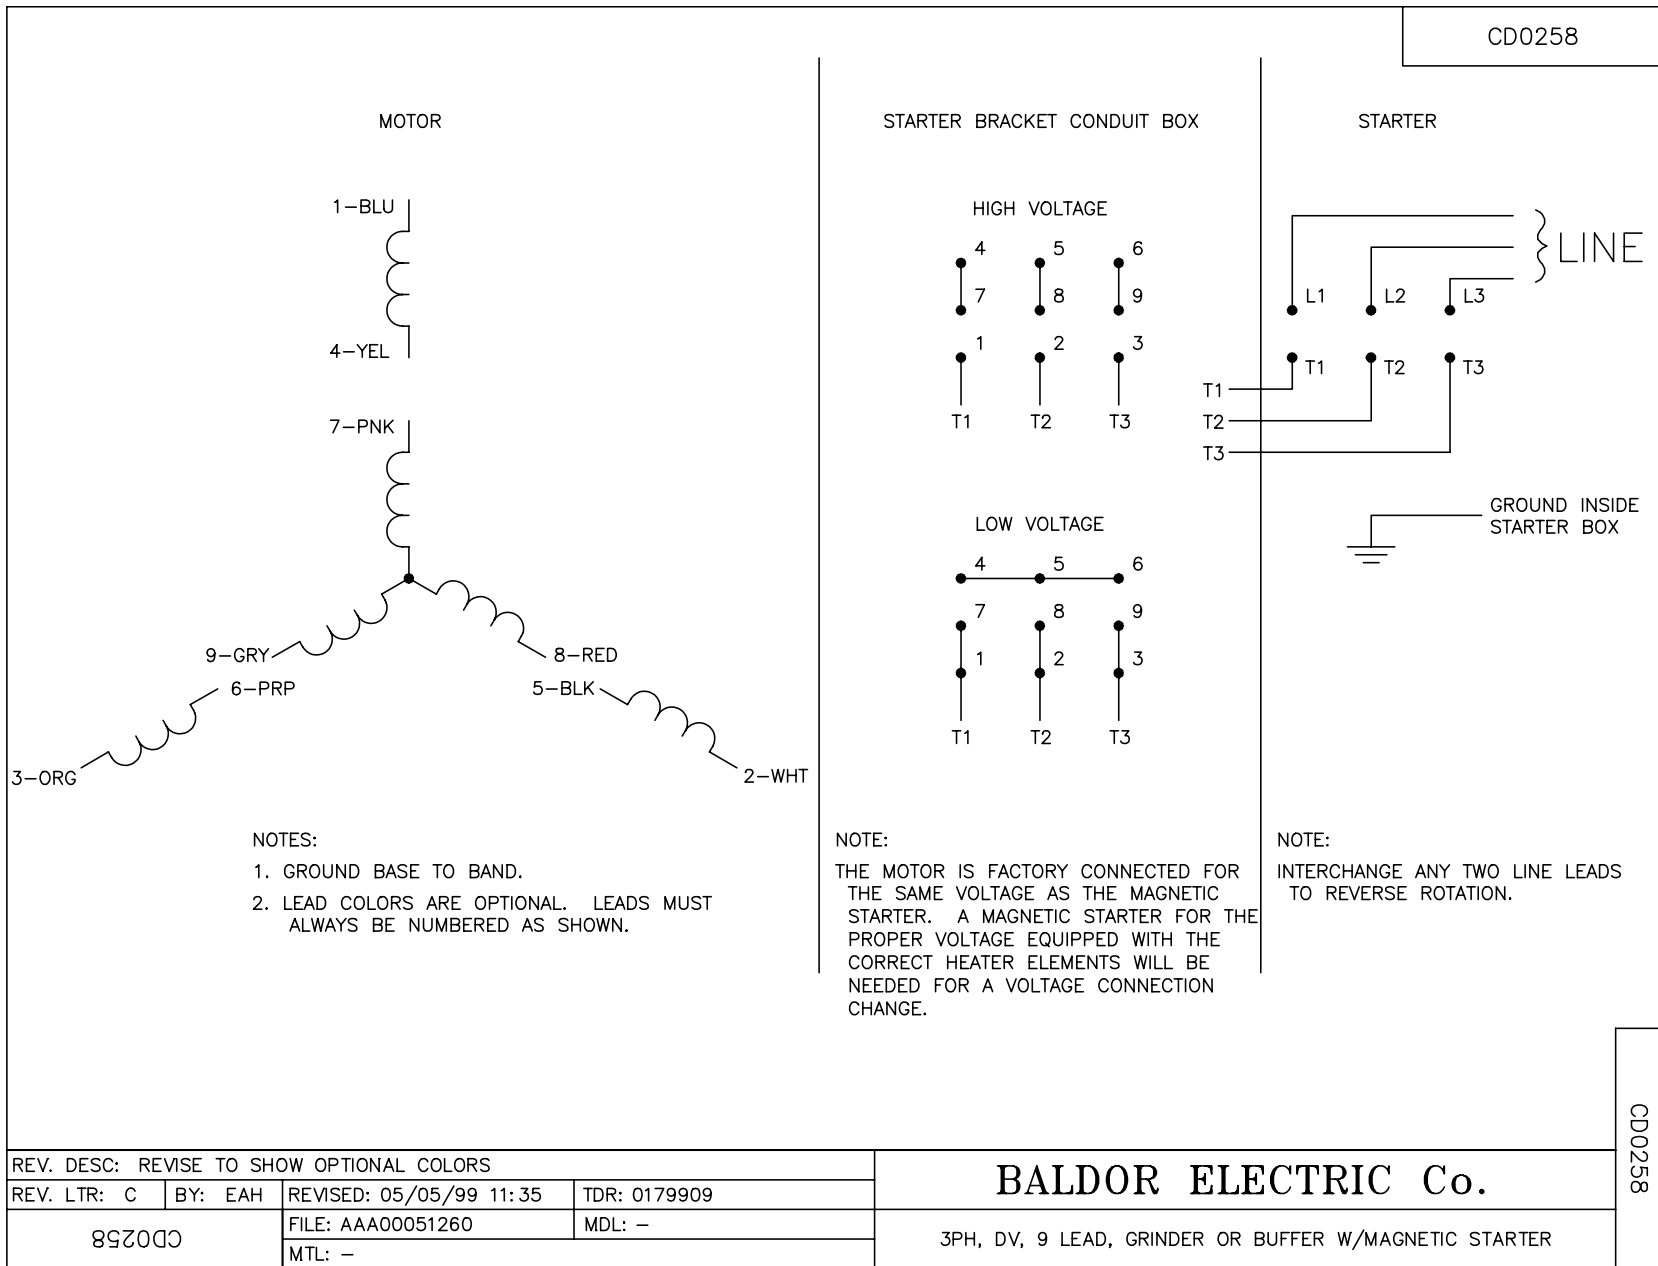 CD0258
MOTOR
1-BLU
4-YEL
7-PNK
9-GRY
8-RED
6-PRP
5-BLK
3-ORG
2-WHT
NOTES:
1. GROUND BASE TO BAND.
2. LEAD COLORS ARE OPTIONAL. LEADS MUST
ALWAYS BE NUMBERED AS SHOWN.
STARTER BRACKET CONDUIT BOX
HIGH VOLTAGE
4 5 6
7 8 9
1 2 3
T1 T2 T3
LOW VOLTAGE
4 5 6
7 8 9
1 2 3
T1 T2 T3
NOTE:
THE MOTOR IS FACTORY CONNECTED FOR
THE SAME VOLTAGE AS THE MAGNETIC
STARTER. A MAGNETIC STARTER FOR THE
PROPER VOLTAGE EQUIPPED WITH THE
CORRECT HEATER ELEMENTS WILL BE
NEEDED FOR A VOLTAGE CONNECTION
CHANGE.
STARTER
LINE
L1 L2 L3
T1 T2 T3
T1
T2
T3
GROUND INSIDE
STARTER BOX
NOTE:
INTERCHANGE ANY TWO LINE LEADS
TO REVERSE ROTATION.
CD0258
REV. DESC: REVISE TO SHOW OPTIONAL COLORS
REV. LTR: C BY: EAH REVISED: 05/05/99 11:35 TDR: 0179909
CD0258
FILE: AAA00051260 MDL: -
MTL: -
BALDOR ELECTRIC Co.
3PH, DV, 9 LEAD, GRINDER OR BUFFER W/MAGNETIC STARTER